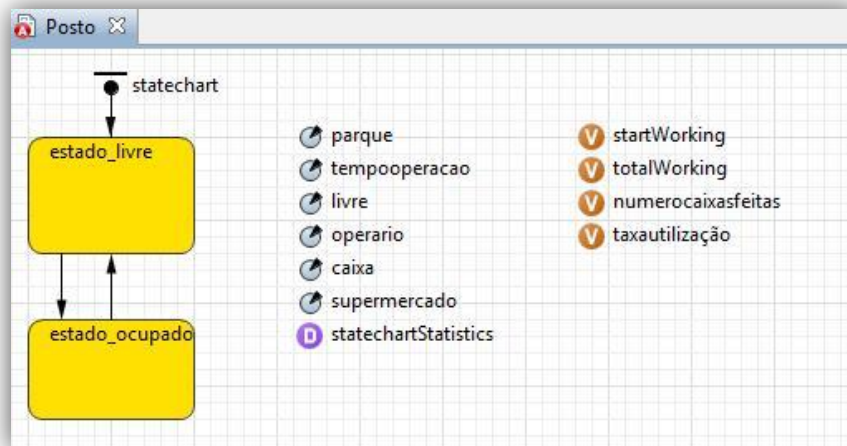 Posto
statechart
estado_livre
estado_ocupado
parque
tempooperacao
livre
operario
caixa
supermercado
D statechartStatistics
V startWorking
V totalWorking
V numerocaixasfeitas
V taxautilização